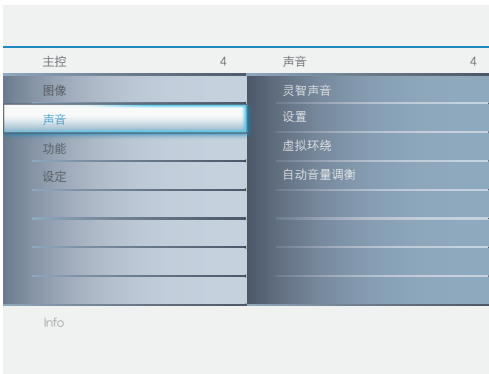 主控 4
图像
声音
功能
设定
声音 4
灵智声音
设置
虚拟环绕
自动音量调衡
Info